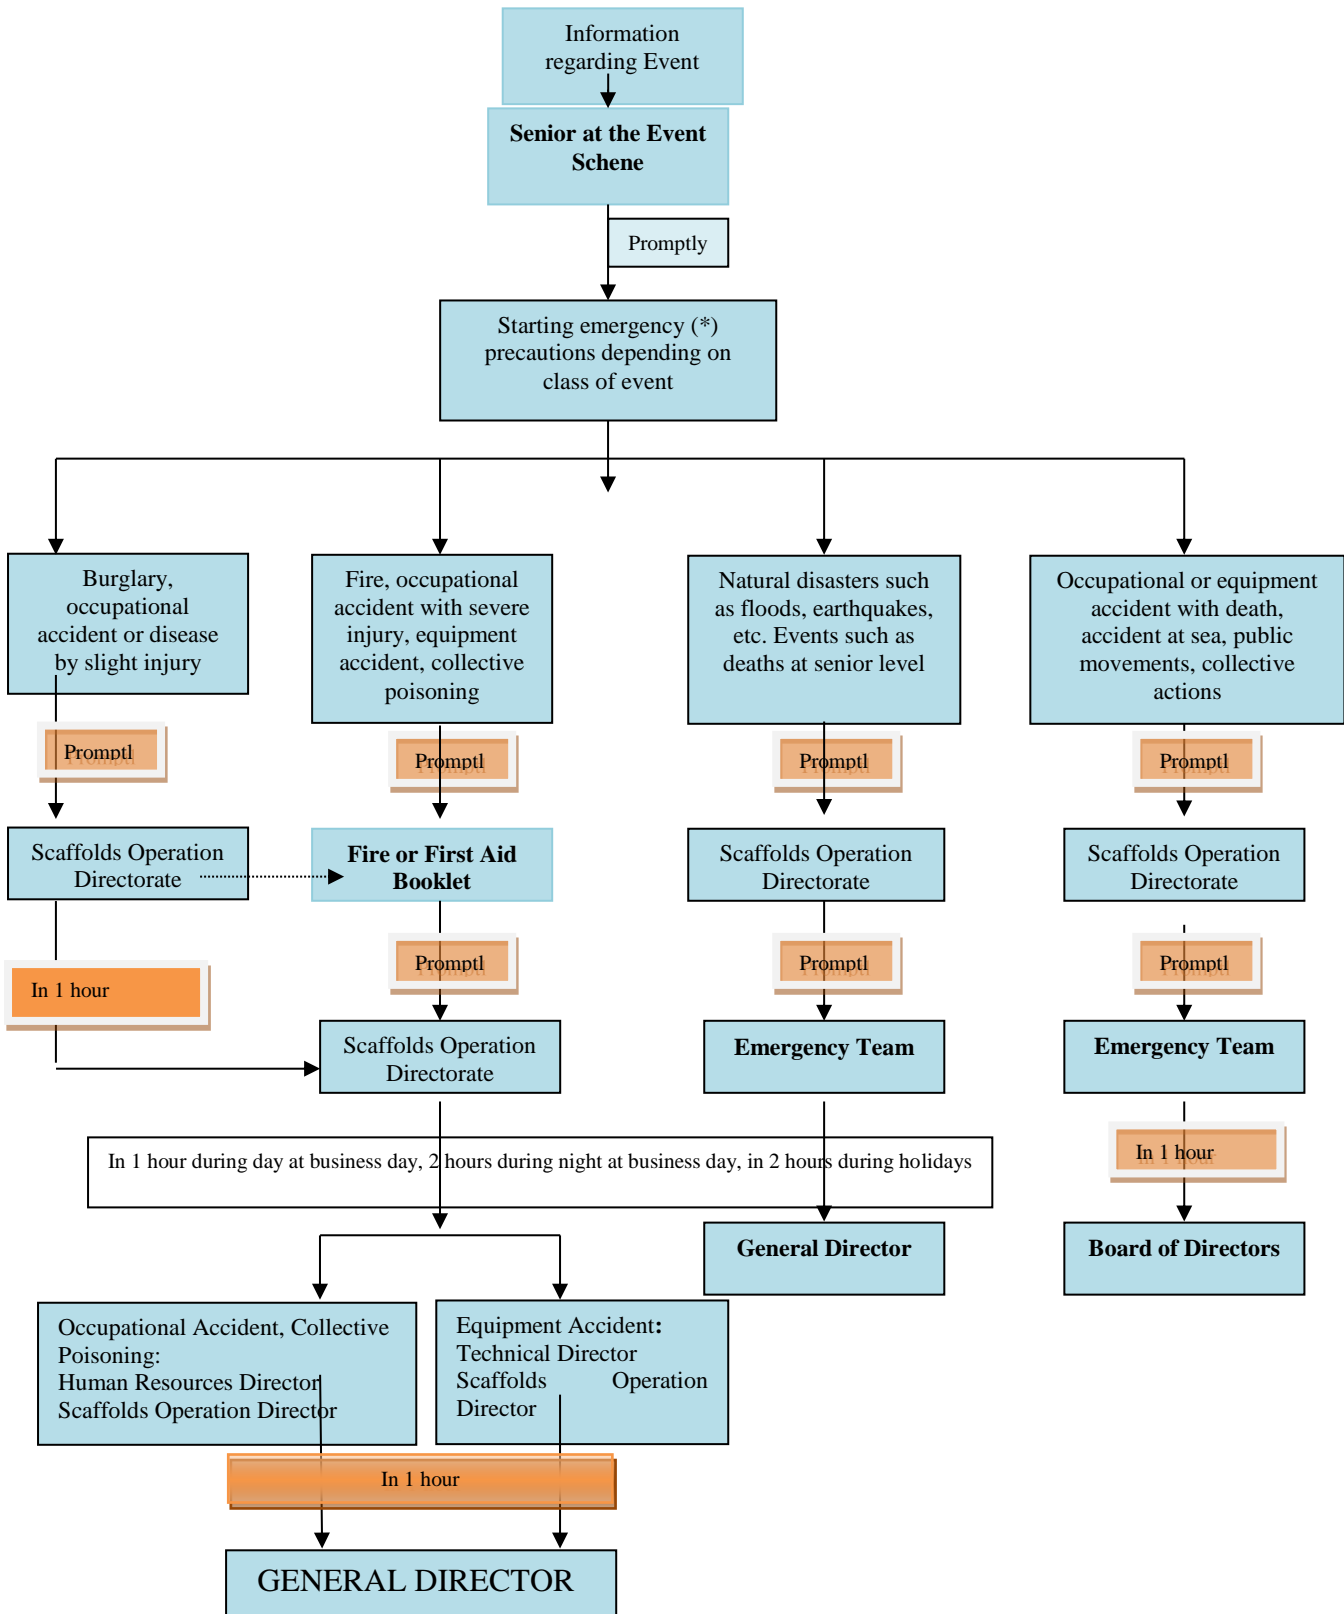 Information
regarding Event
Senior at the Event
Schene
Promptly
Starting emergency (*)
precautions depending on
class of event
Burglary,
occupational
accident or disease
by slight injury
Fire, occupational
accident with severe
injury, equipment
accident, collective
poisoning
Natural disasters such
as floods, earthquakes,
etc. Events such as
deaths at senior level
Occupational or equipment
accident with death,
accident at sea, public
movements, collective
actions
Promptl
Promptl
Promptl
Promptl
Scaffolds Operation
Directorate
Fire or First Aid
Booklet
Scaffolds Operation
Directorate
Scaffolds Operation
Directorate
In 1 hour
Promptl
Promptl
Promptl
Scaffolds Operation
Directorate
Emergency Team
Emergency Team
In 1 hour during day at business day, 2 hours during night at business day, in 2 hours during holidays
In 1 hour
General Director
Board of Directors
Occupational Accident, Collective
Poisoning:
Human Resources Director
Scaffolds Operation Director
Equipment Accident:
Technical Director
Scaffolds Operation
Director
In 1 hour
GENERAL DIRECTOR